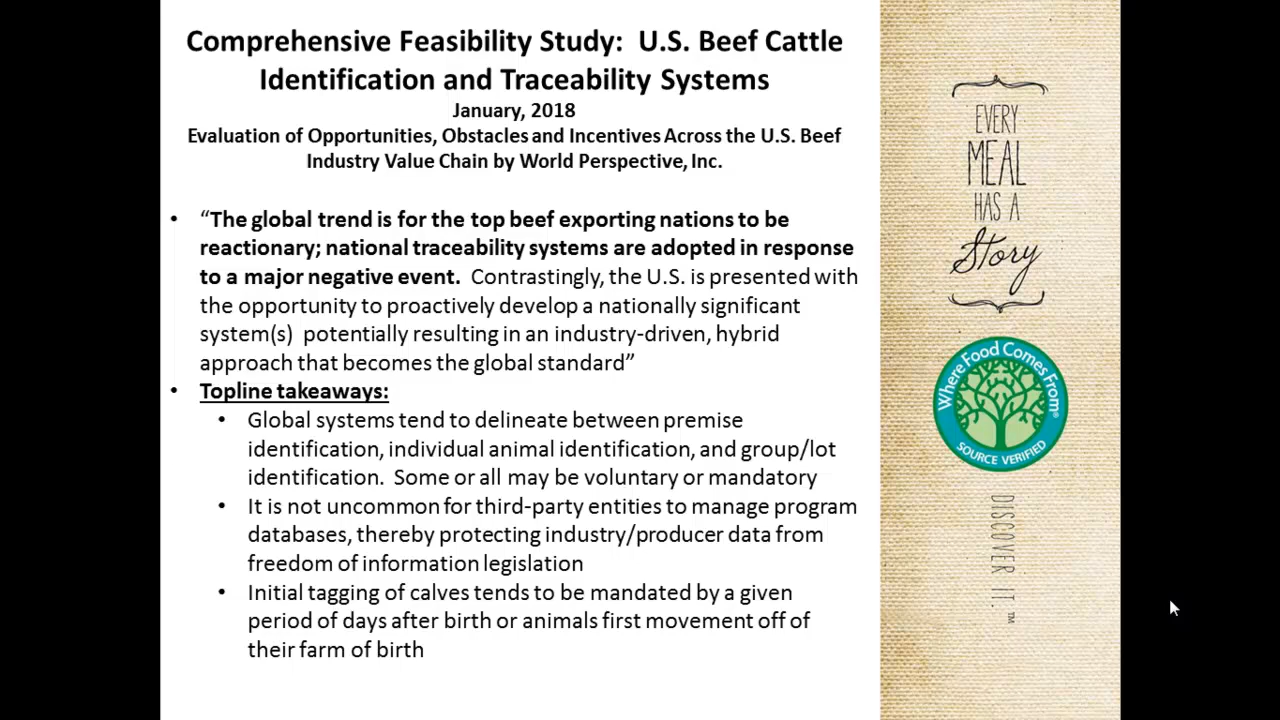 Comprehensive Feasibility Study:  U.S. Beef Cattle
Identification and Traceability Systems
January, 2018
Evaluation of Opportunities, Obstacles and Incentives Across the U.S. Beef
Industry Value Chain by World Perspective, Inc.
• “The global trend is for the top beef exporting nations to be
reactionary; national traceability systems are adopted in response
to a major negative event.  Contrastingly, the U.S. is presented with
the opportunity to proactively develop a nationally significant
system(s)  potentially resulting in an industry-driven, hybrid
approach that becomes the global standard”
• Topline takeaways:
• Global systems tend to delineate between premise
identification, individual animal identification, and group/lot
identification.  Some or all may be voluntary or mandatory
• It is not uncommon for third-party entities to manage program
databases, thereby protecting industry/producer data from
freedom of information legislation
• Initial tagging of calves tends to be mandated by a given
period of days after birth or animals first movement off of
their farm of birth
EVERY
MEAL
HAS A
Story
Where Food Comes From®
SOURCE VERIFIED
DISCOVER IT.™